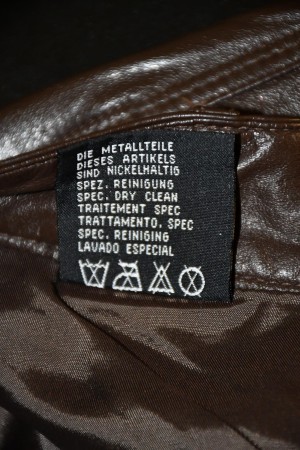 DIE METALLTEILE
DIESES ARTIKELS
SIND NICKELHALTIG
SPEZ. REINIGUNG
SPEC. DRY CLEAN
TRAITEMENT SPEC
TRATTAMENTO. SPEC
SPEC. REINIGING
LAVADO ESPECIAL